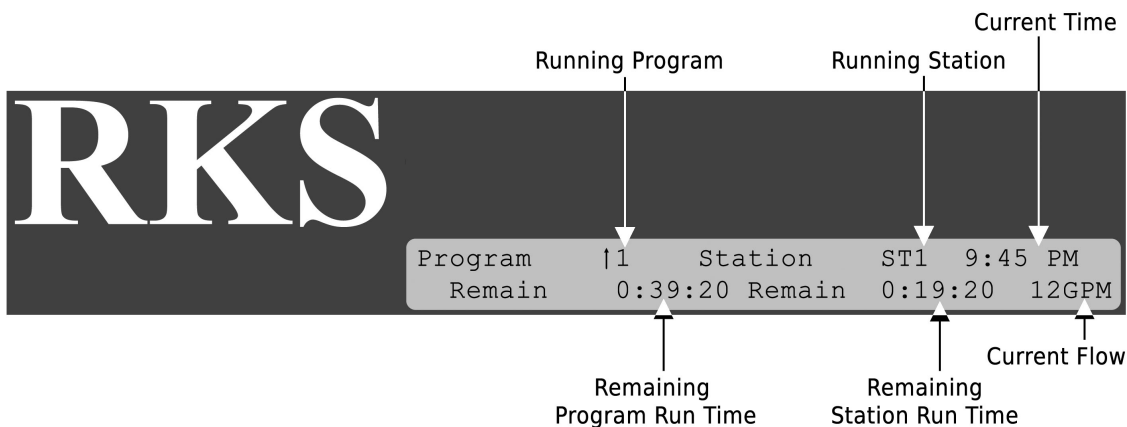 Current Time
Running Program
Running Station
RKS
Program ↑1 Station ST1 9:45 PM
Remain 0:39:20 Remain 0:19:20 12GPM
Current Flow
Remaining
Program Run Time
Remaining
Station Run Time